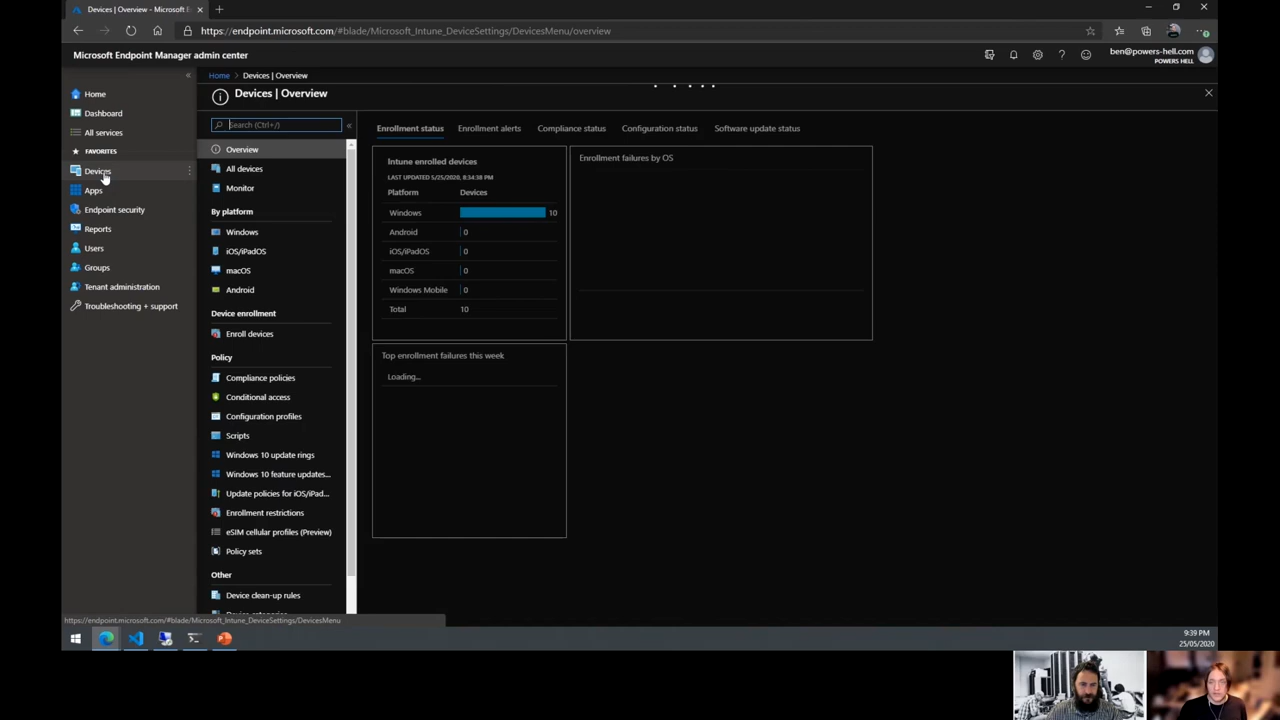 Devices | Overview - Microsoft E
https://endpoint.microsoft.com/#blade/Microsoft_Intune_DeviceSettings/DevicesMenu/overview
Microsoft Endpoint Manager admin center
ben@powers-hell.com
POWERS HELL
Home > Devices | Overview
Devices | Overview
Home
Dashboard
All services
FAVORITES
Devices
Apps
Endpoint security
Reports
Users
Groups
Tenant administration
Troubleshooting + support
Search (Ctrl+/)
Overview
All devices
Monitor
By platform
Windows
iOS/iPadOS
macOS
Android
Device enrollment
Enroll devices
Policy
Compliance policies
Conditional access
Configuration profiles
Scripts
Windows 10 update rings
Windows 10 feature updates...
Update policies for iOS/iPad...
Enrollment restrictions
eSIM cellular profiles (Preview)
Policy sets
Other
Device clean-up rules
Device categories
Enrollment status Enrollment alerts Compliance status Configuration status Software update status
Intune enrolled devices
LAST UPDATED 5/25/2020, 8:34:38 PM
Platform Devices
Windows 10
Android 0
iOS/iPadOS 0
macOS 0
Windows Mobile 0
Total 10
Enrollment failures by OS
Top enrollment failures this week
Loading...
https://endpoint.microsoft.com/#blade/Microsoft_Intune_DeviceSettings/DevicesMenu
9:39 PM
25/05/2020